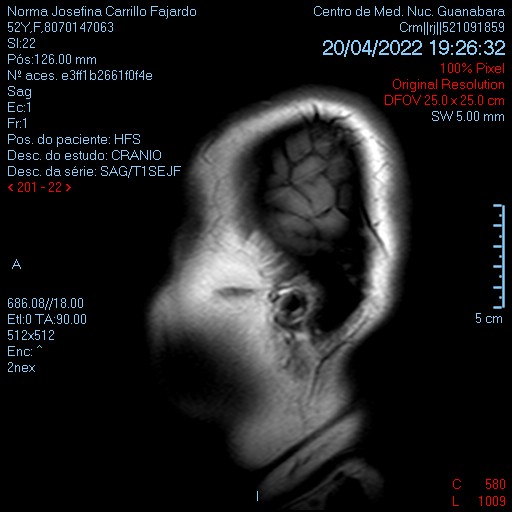 Norma Josefina Carrillo Fajardo
52Y,F,8070147063
Sl:22
Pós:126.00 mm
Nº aces. e3ff1b2661f0f4e
Sag
Ec:1
Fr:1
Pos. do paciente: HFS
Desc. do estudo: CRANIO
Desc. da série: SAG/T1SEJF
< 201 - 22 >
Centro de Med. Nuc. Guanabara
Crm||rj||521091859
20/04/2022 19:26:32
100% Pixel
Original Resolution
DFOV 25.0 x 25.0 cm
SW 5.00 mm
A
686.08//18.00
Etl:0 TA:90.00
512x512
Enc: ^
2nex
5 cm
I
C 580
L 1009